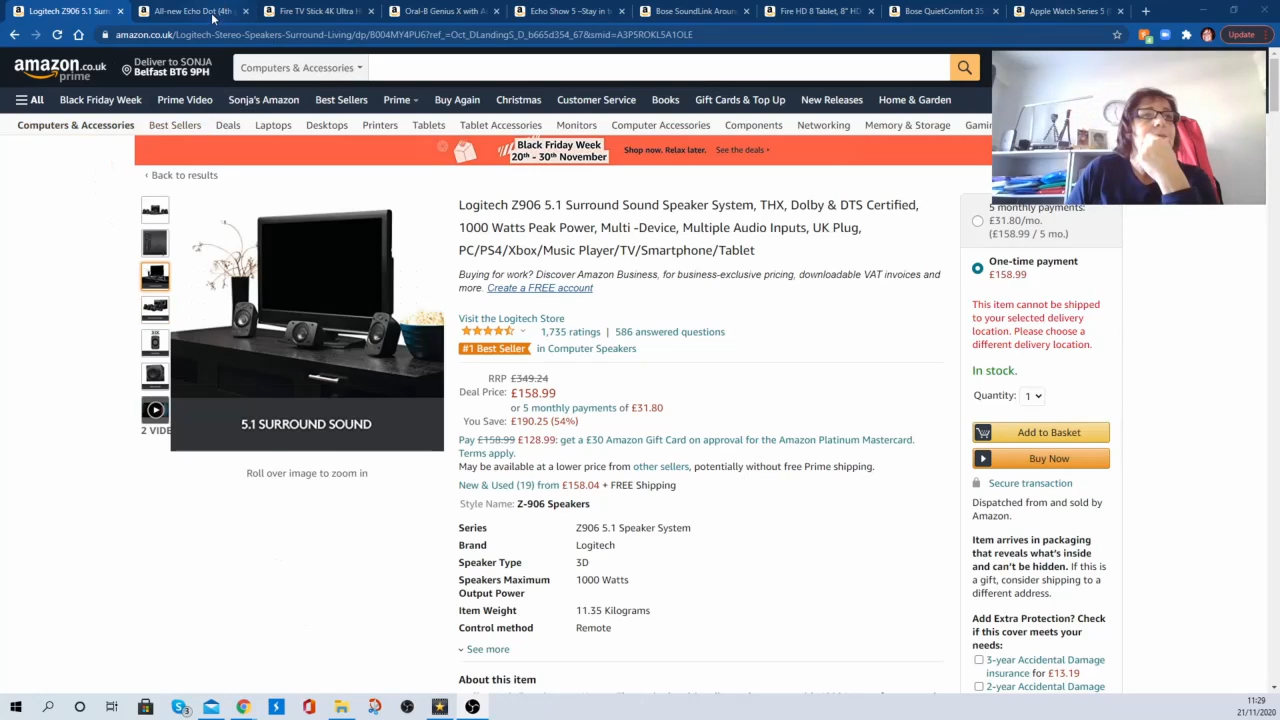 Logitech Z906 5.1 Surr
All-new Echo Dot (4th
Fire TV Stick 4K Ultra H
Oral-B Genius X with A
Echo Show 5 –Stay in t
Bose SoundLink Around
Fire HD 8 Tablet, 8" HD
Bose QuietComfort 35
Apple Watch Series 5 (
amazon.co.uk/Logitech-Stereo-Speakers-Surround-Living/dp/B004MY4PU6?ref_=Oct_DLandingS_D_b665d354_67&smid=A3P5ROKL5A1OLE
Update
amazon.co.uk
prime
Deliver to SONJA
Belfast BT6 9PH
Computers & Accessories
All
Black Friday Week
Prime Video
Sonja's Amazon
Best Sellers
Prime
Buy Again
Christmas
Customer Service
Books
Gift Cards & Top Up
New Releases
Home & Garden
Computers & Accessories
Best Sellers
Deals
Laptops
Desktops
Printers
Tablets
Tablet Accessories
Monitors
Computer Accessories
Components
Networking
Memory & Storage
Gamin
Black Friday Week
20th - 30th November
Shop now. Relax later.
See the deals
‹ Back to results
Logitech Z906 5.1 Surround Sound Speaker System, THX, Dolby & DTS Certified,
1000 Watts Peak Power, Multi -Device, Multiple Audio Inputs, UK Plug,
PC/PS4/Xbox/Music Player/TV/Smartphone/Tablet
Buying for work? Discover Amazon Business, for business-exclusive pricing, downloadable VAT invoices and
more. Create a FREE account
Visit the Logitech Store
1,735 ratings | 586 answered questions
#1 Best Seller in Computer Speakers
RRP £349.24
Deal Price: £158.99
or 5 monthly payments of £31.80
You Save: £190.25 (54%)
Pay £158.99 £128.99: get a £30 Amazon Gift Card on approval for the Amazon Platinum Mastercard.
Terms apply.
May be available at a lower price from other sellers, potentially without free Prime shipping.
New & Used (19) from £158.04 + FREE Shipping
Style Name: Z-906 Speakers
Series Z906 5.1 Speaker System
Brand Logitech
Speaker Type 3D
Speakers Maximum 1000 Watts
Output Power
Item Weight 11.35 Kilograms
Control method Remote
See more
About this item
5.1 SURROUND SOUND
2 VIDE
Roll over image to zoom in
5 monthly payments:
£31.80/mo.
(£158.99 / 5 mo.)
One-time payment
£158.99
This item cannot be shipped
to your selected delivery
location. Please choose a
different delivery location.
In stock.
Quantity: 1
Add to Basket
Buy Now
Secure transaction
Dispatched from and sold by
Amazon.
Item arrives in packaging
that reveals what's inside
and can't be hidden. If this is
a gift, consider shipping to a
different address.
Add Extra Protection? Check
if this cover meets your
needs:
3-year Accidental Damage
insurance for £13.19
2-year Accidental Damage
11:29
21/11/2020